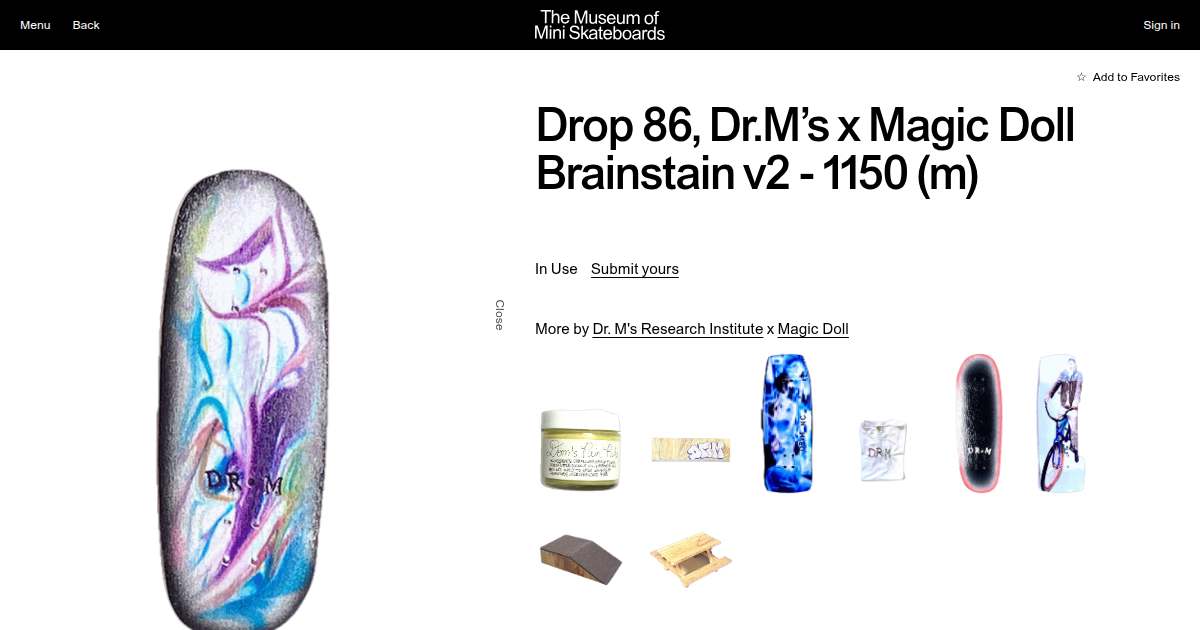 Menu
Back
The Museum of
Mini Skateboards
Sign in
☆ Add to Favorites
Drop 86, Dr.M’s x Magic Doll
Brainstain v2 - 1150 (m)
In Use
Submit yours
Close
More by Dr. M's Research Institute x Magic Doll
DR•M
DRM
DR•M
DR•M